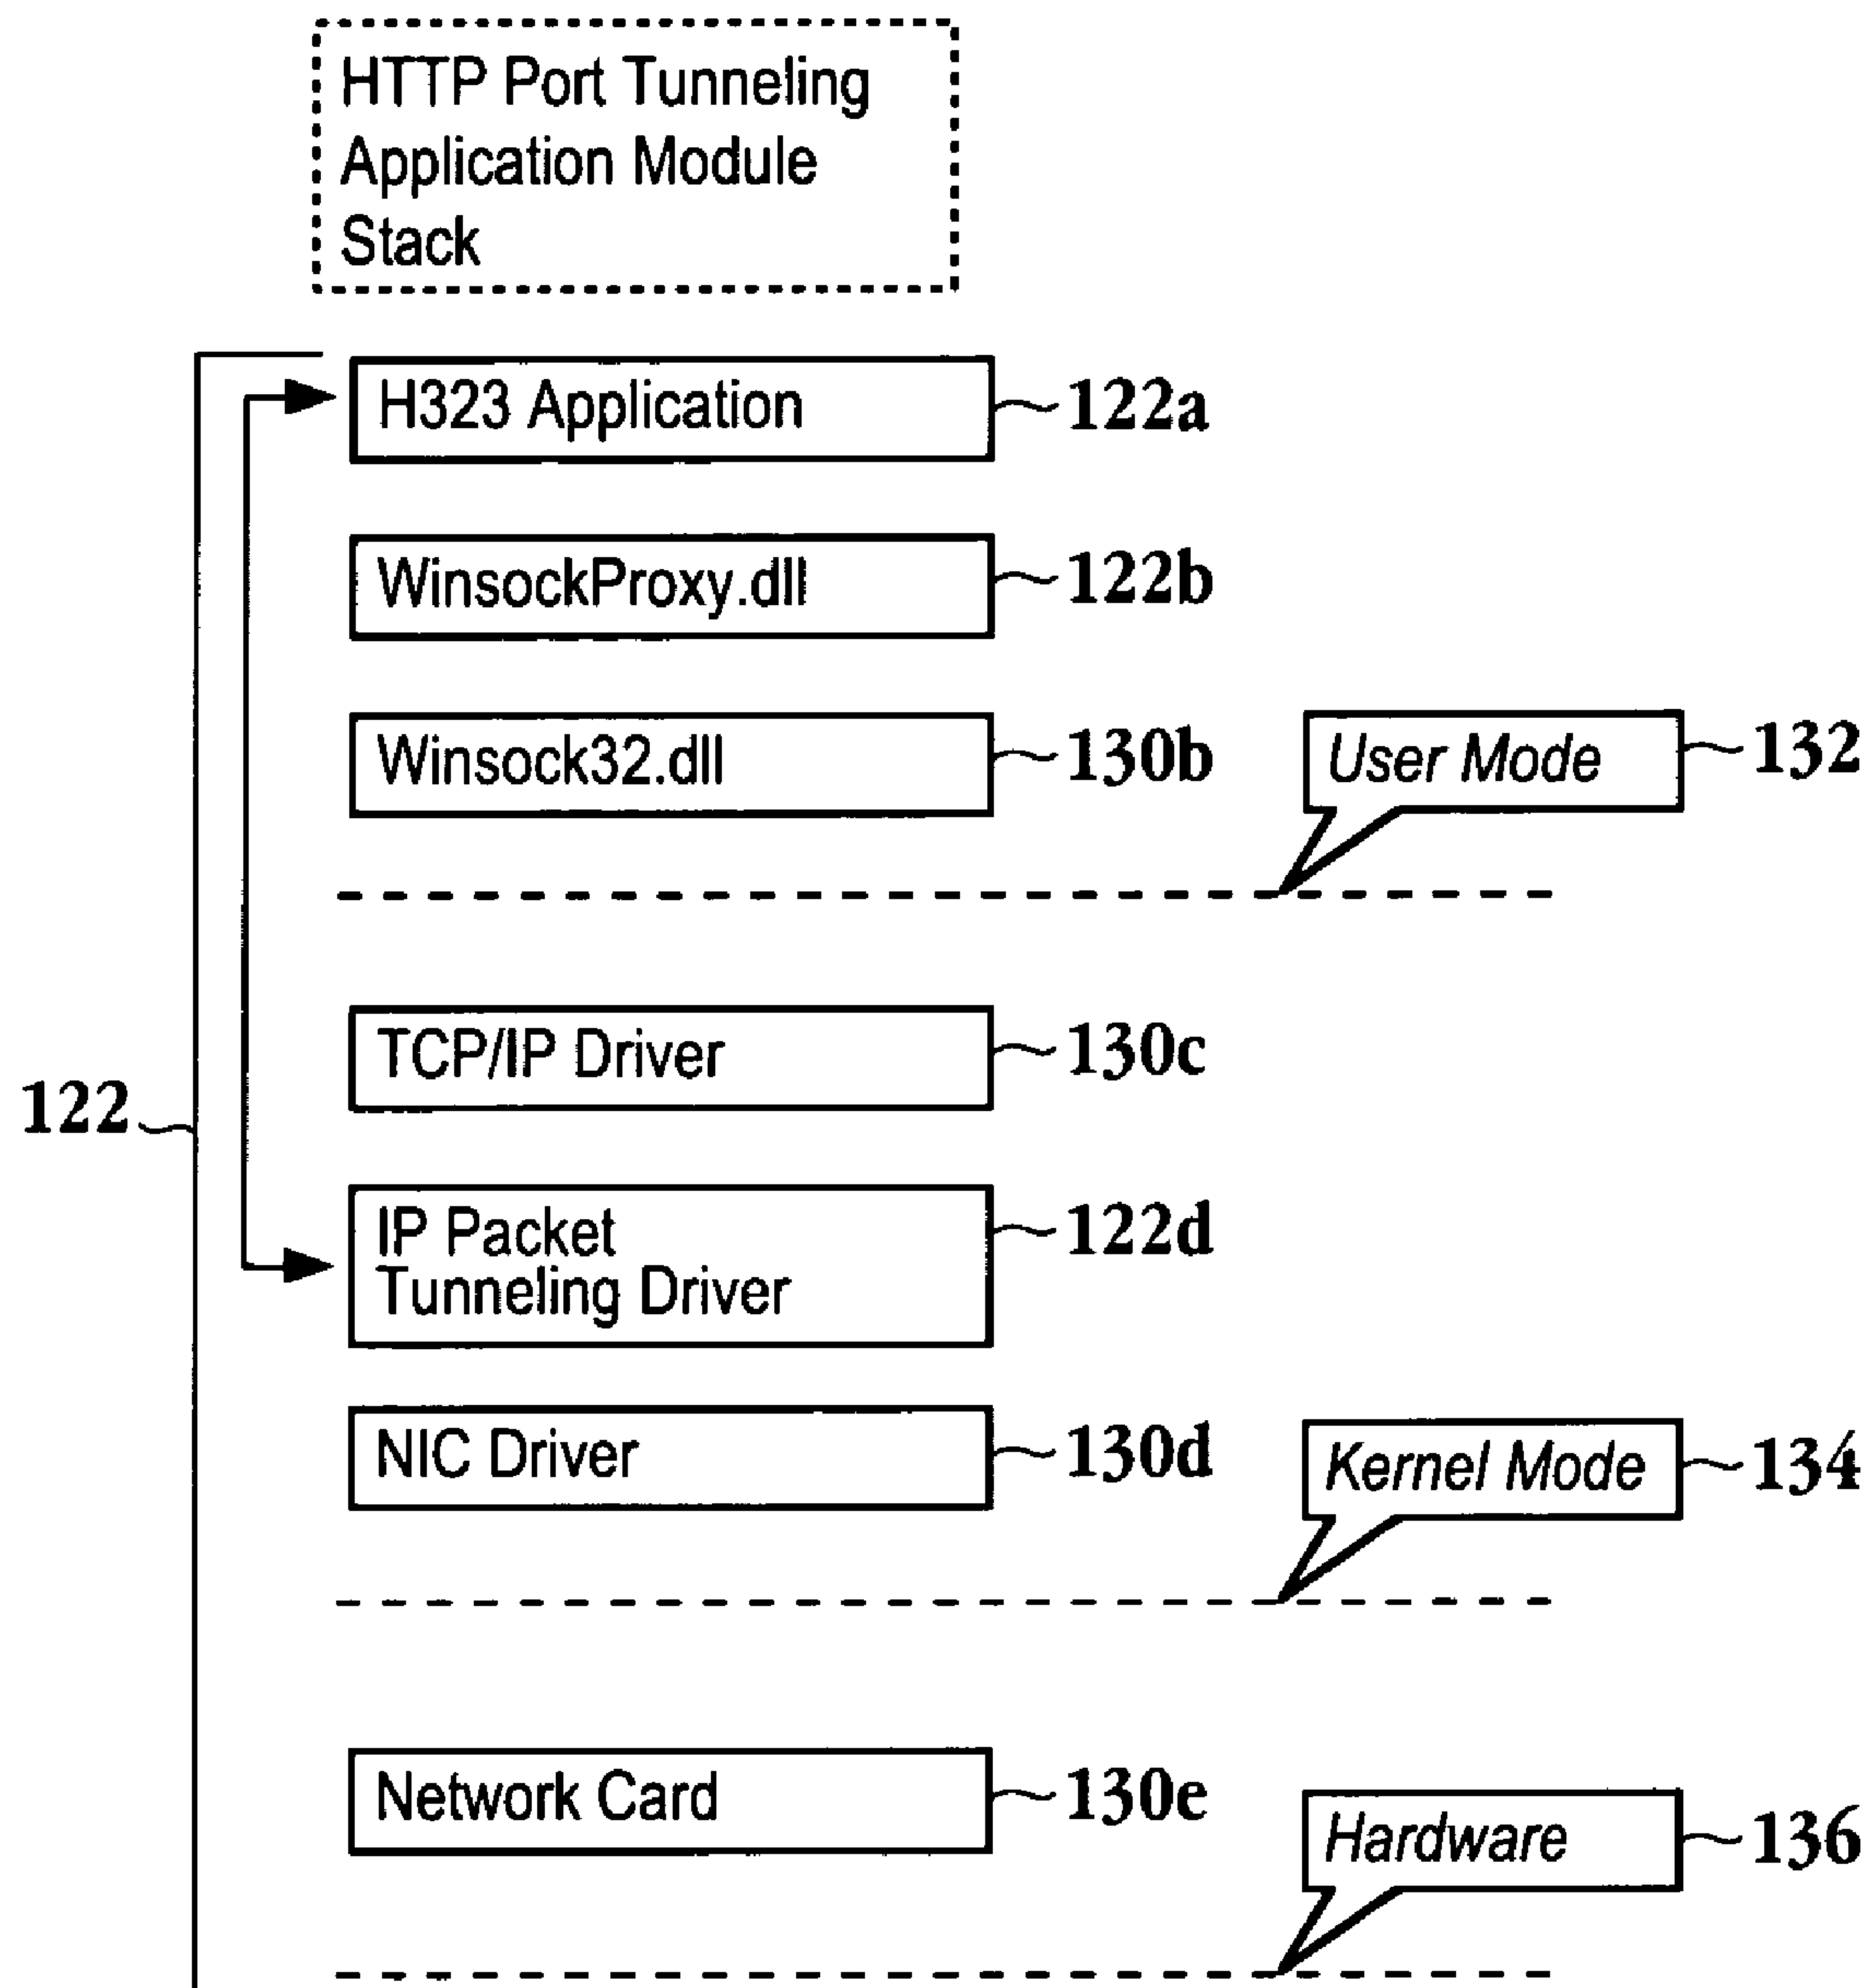 HTTP Port Tunneling
Application Module
Stack
H323 Application
122a
WinsockProxy.dll
122b
Winsock32.dll
130b
User Mode
132
TCP/IP Driver
130c
122
IP Packet
Tunneling Driver
122d
NIC Driver
130d
Kernel Mode
134
Network Card
130e
Hardware
136